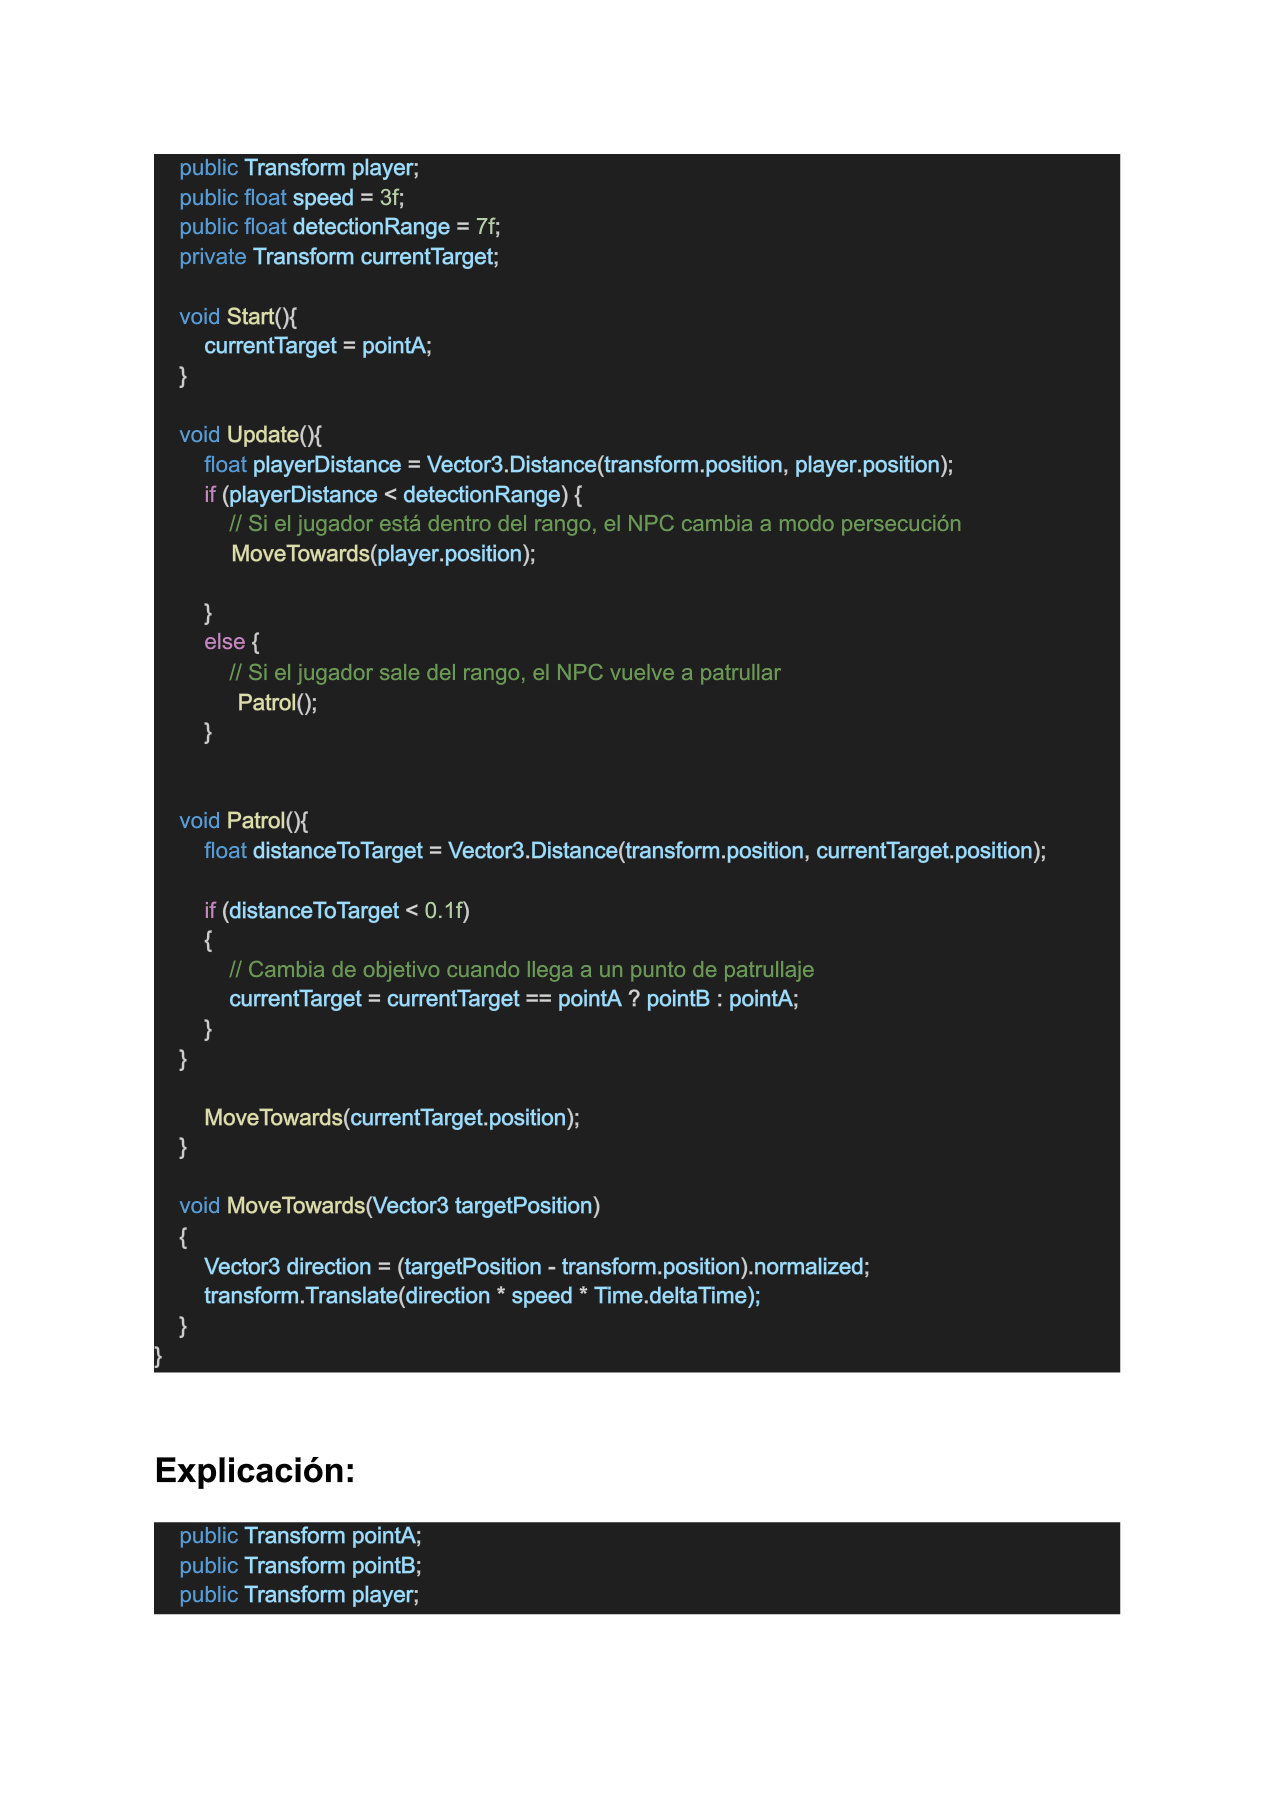 public Transform player;
public float speed = 3f;
public float detectionRange = 7f;
private Transform currentTarget;
void Start(){
currentTarget = pointA;
}
void Update(){
float playerDistance = Vector3.Distance(transform.position, player.position);
if (playerDistance < detectionRange) {
// Si el jugador está dentro del rango, el NPC cambia a modo persecución
MoveTowards(player.position);
}
else {
// Si el jugador sale del rango, el NPC vuelve a patrullar
Patrol();
}
void Patrol(){
float distanceToTarget = Vector3.Distance(transform.position, currentTarget.position);
if (distanceToTarget < 0.1f)
{
// Cambia de objetivo cuando llega a un punto de patrullaje
currentTarget = currentTarget == pointA ? pointB : pointA;
}
}
MoveTowards(currentTarget.position);
}
void MoveTowards(Vector3 targetPosition)
{
Vector3 direction = (targetPosition - transform.position).normalized;
transform.Translate(direction * speed * Time.deltaTime);
}
}
Explicación:
public Transform pointA;
public Transform pointB;
public Transform player;